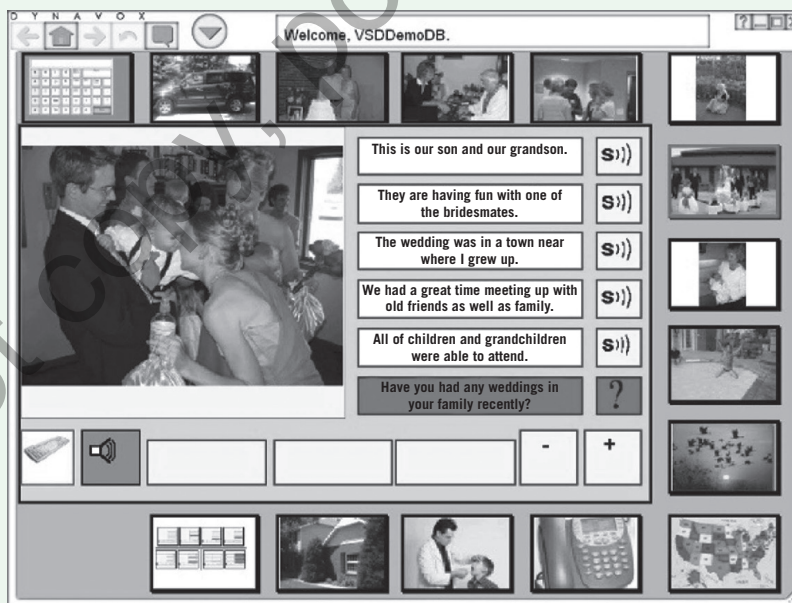 DYNAVOX
Welcome, VSDDemoDB.
This is our son and our grandson.
S
They are having fun with one of
the bridesmates.
S
The wedding was in a town near
where I grew up.
S
We had a great time meeting up with
old friends as well as family.
S
All of children and grandchildren
were able to attend.
S
Have you had any weddings in
your family recently?
?
-
+